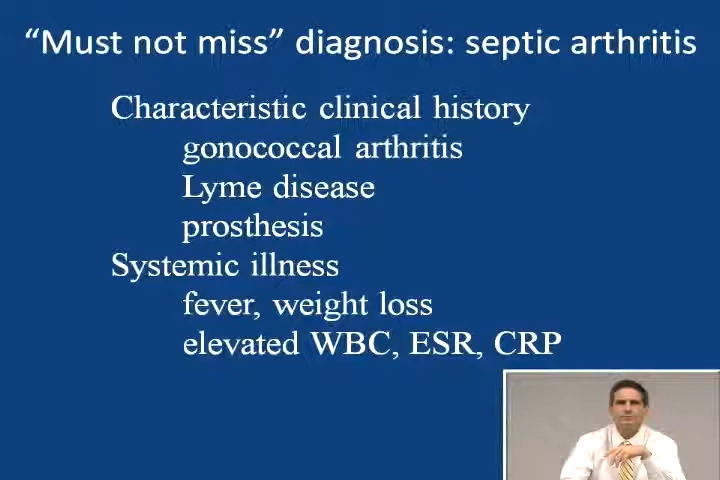 “Must not miss” diagnosis: septic arthritis
Characteristic clinical history
gonococcal arthritis
Lyme disease
prosthesis
Systemic illness
fever, weight loss
elevated WBC, ESR, CRP